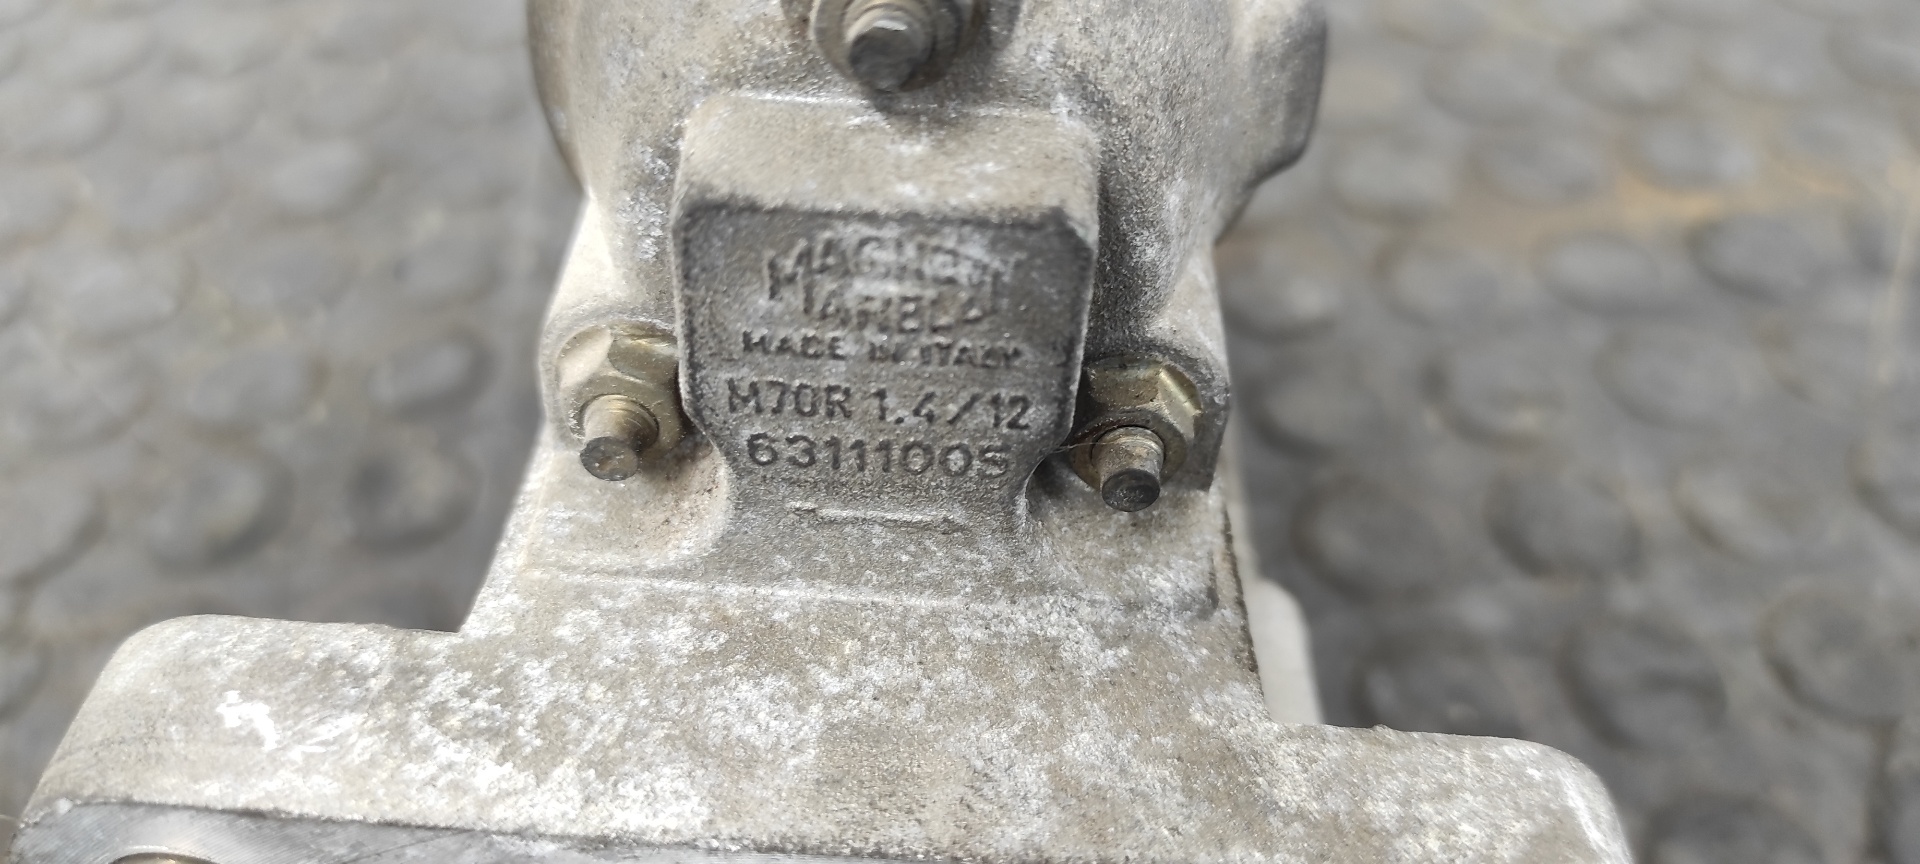 MAGNETI
MARELLI
MADE IN ITALY
M70R 1.4/12
63111005